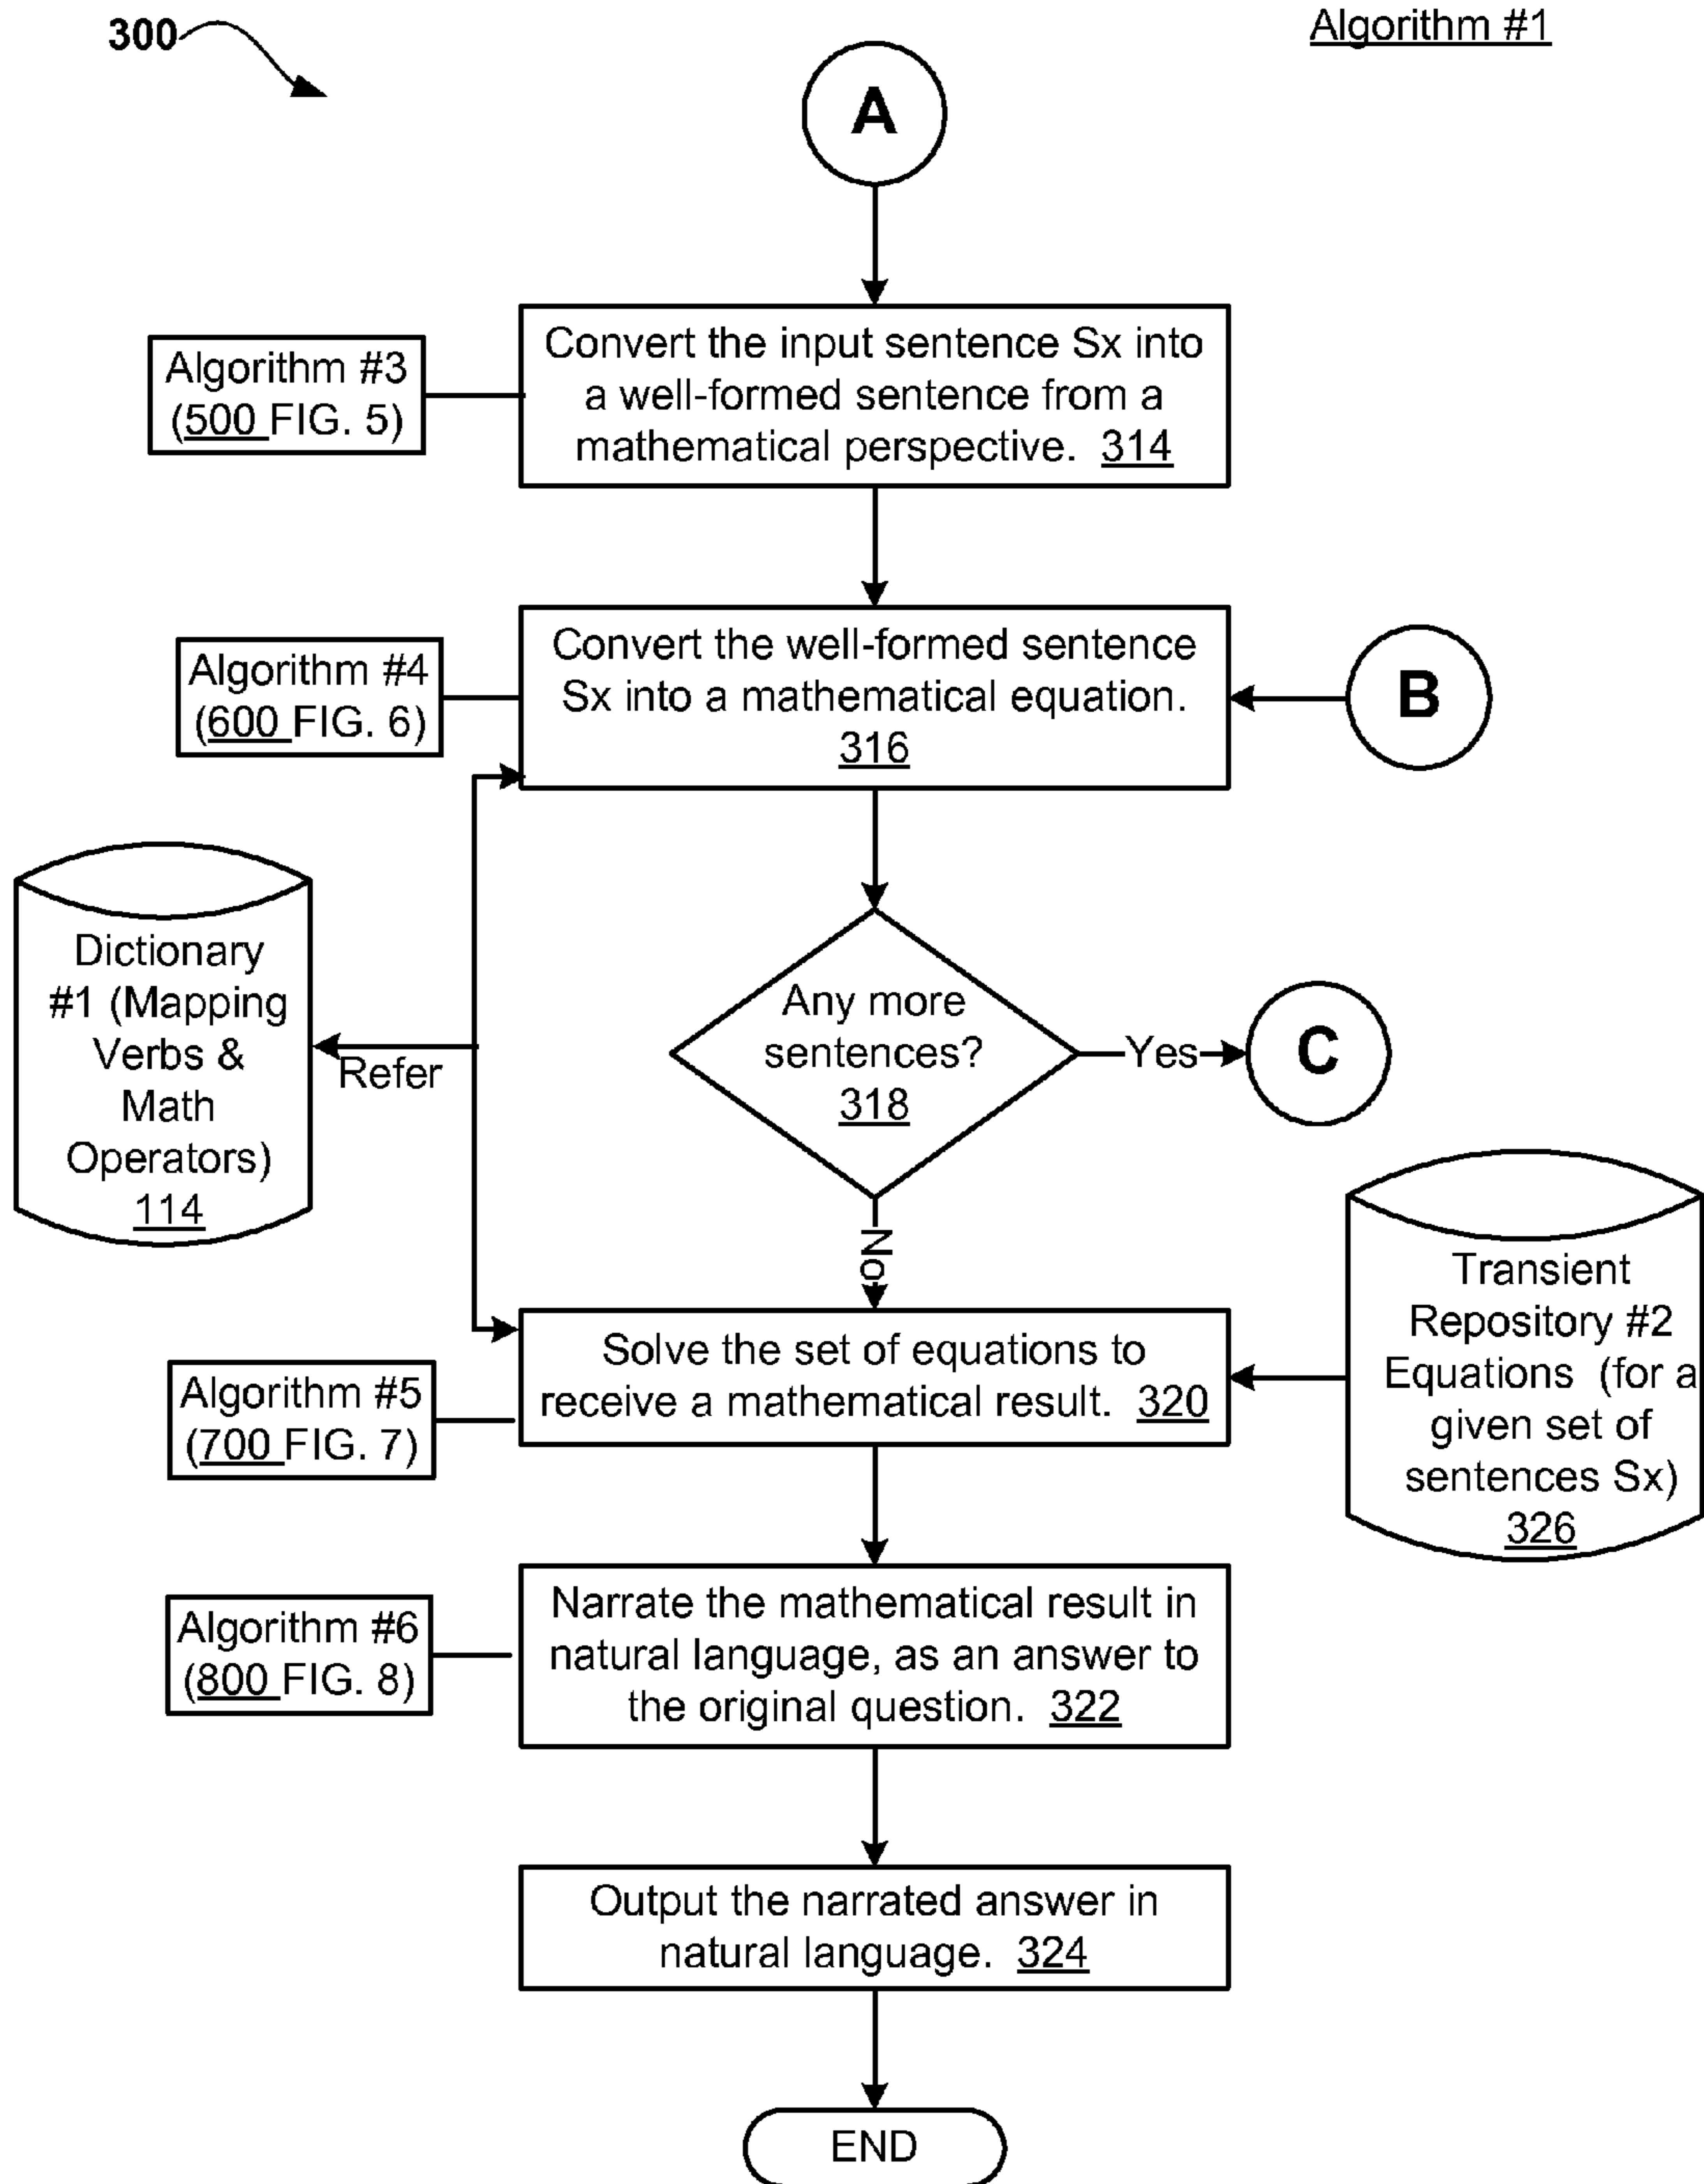 300
Algorithm #1
A
Algorithm #3
(500 FIG. 5)
Convert the input sentence Sx into
a well-formed sentence from a
mathematical perspective. 314
Algorithm #4
(600 FIG. 6)
Convert the well-formed sentence
Sx into a mathematical equation.
316
B
Dictionary
#1 (Mapping
Verbs &
Math
Operators)
114
Refer
Any more
sentences?
318
Yes
C
No
Transient
Repository #2
Equations (for a
given set of
sentences Sx)
326
Solve the set of equations to
receive a mathematical result. 320
Algorithm #5
(700 FIG. 7)
Narrate the mathematical result in
natural language, as an answer to
the original question. 322
Algorithm #6
(800 FIG. 8)
Output the narrated answer in
natural language. 324
END